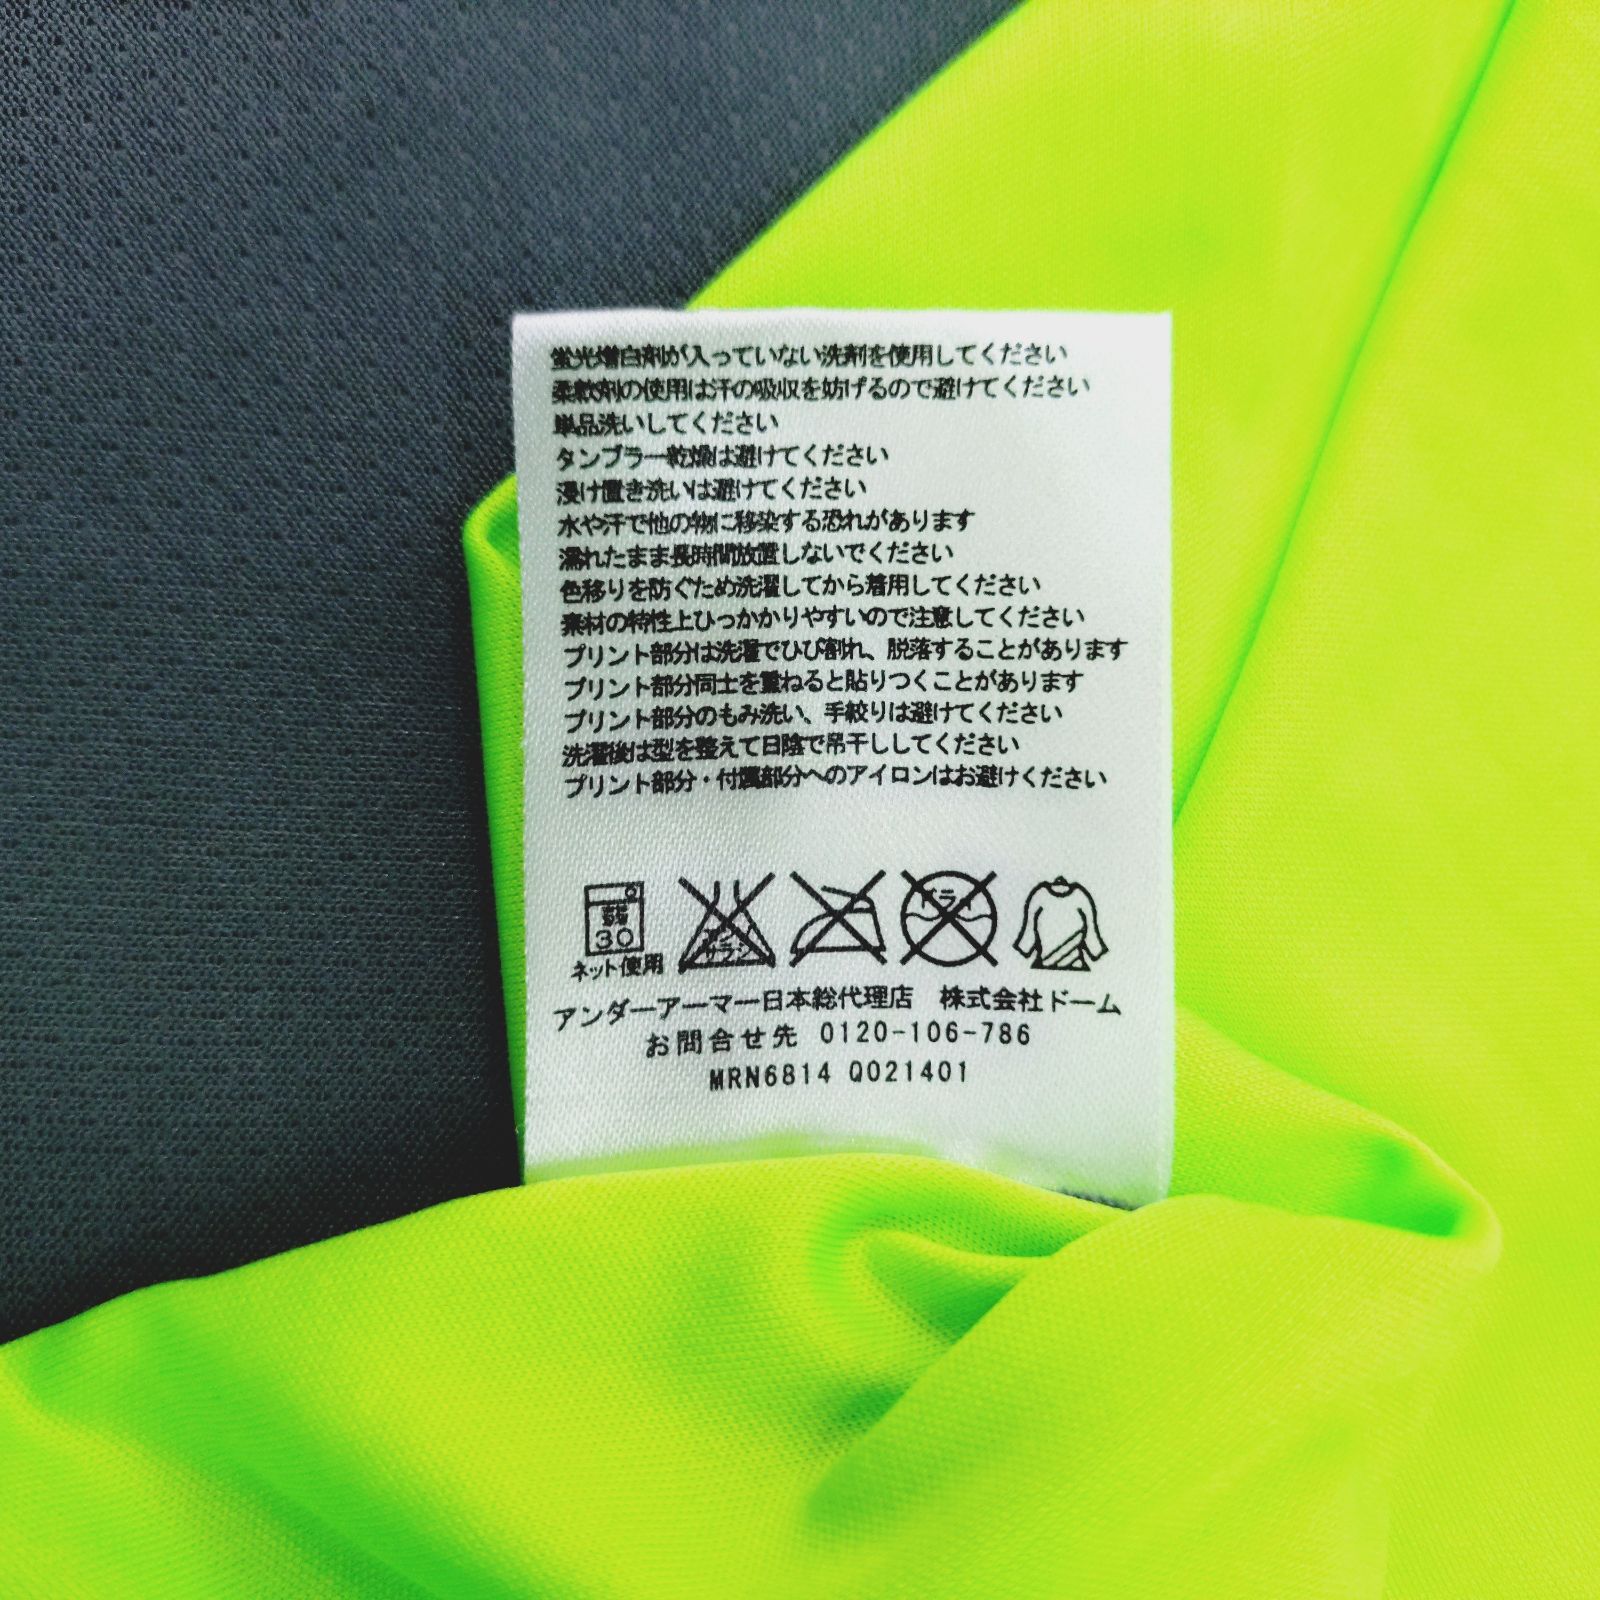 蛍光増白剤が入っていない洗剤を使用してください
柔軟剤の使用は汗の吸収を妨げるので避けてください
単品洗いしてください
タンブラー乾燥は避けてください
浸け置き洗いは避けてください
水や汗で他の物に移染する恐れがあります
濡れたまま長時間放置しないでください
色移りを防ぐため洗濯してから着用してください
素材の特性上ひっかかりやすいので注意してください
プリント部分は洗濯でひび割れ、脱落することがあります
プリント部分同士を重ねると貼りつくことがあります
プリント部分のもみ洗い、手絞りは避けてください
洗濯後は型を整えて日陰で吊干ししてください
プリント部分・付属部分へのアイロンはお避けください
弱 エンソ ドライ
30 サラシ
ネット使用
アンダーアーマー日本総代理店 株式会社ドーム
お問合せ先 0120-106-786
MRN6814 Q021401